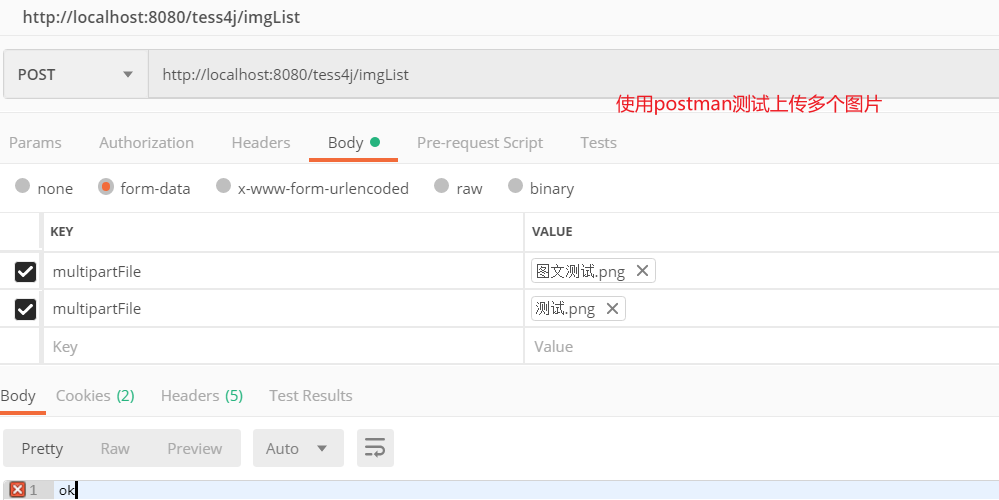 http://localhost:8080/tess4j/imgList
POST http://localhost:8080/tess4j/imgList
使用postman测试上传多个图片
Params Authorization Headers Body Pre-request Script Tests
none form-data x-www-form-urlencoded raw binary
KEY VALUE
multipartFile 图文测试.png
multipartFile 测试.png
Key Value
Body Cookies (2) Headers (5) Test Results
Pretty Raw Preview Auto
1 ok